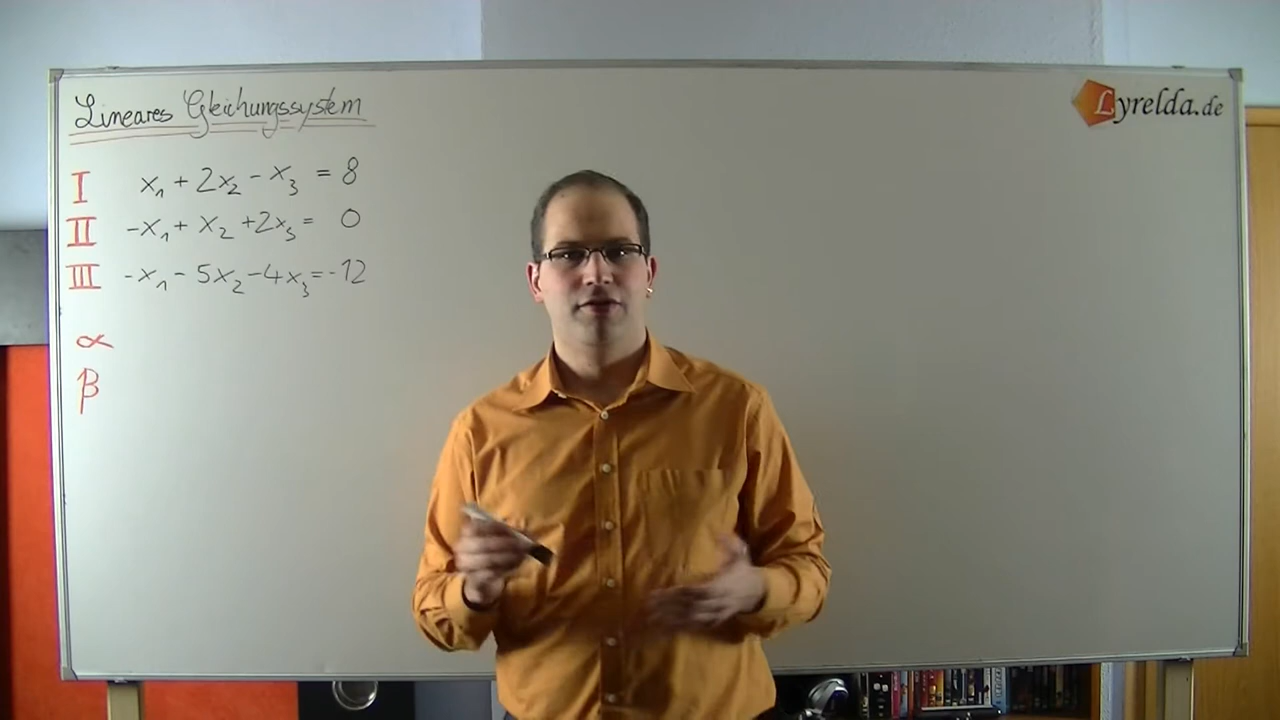 Lineares Gleichungssystem
Lyrelda.de
I x₁ + 2x₂ - x₃ = 8
II -x₁ + x₂ + 2x₃ = 0
III -x₁ - 5x₂ - 4x₃ = -12
α
β